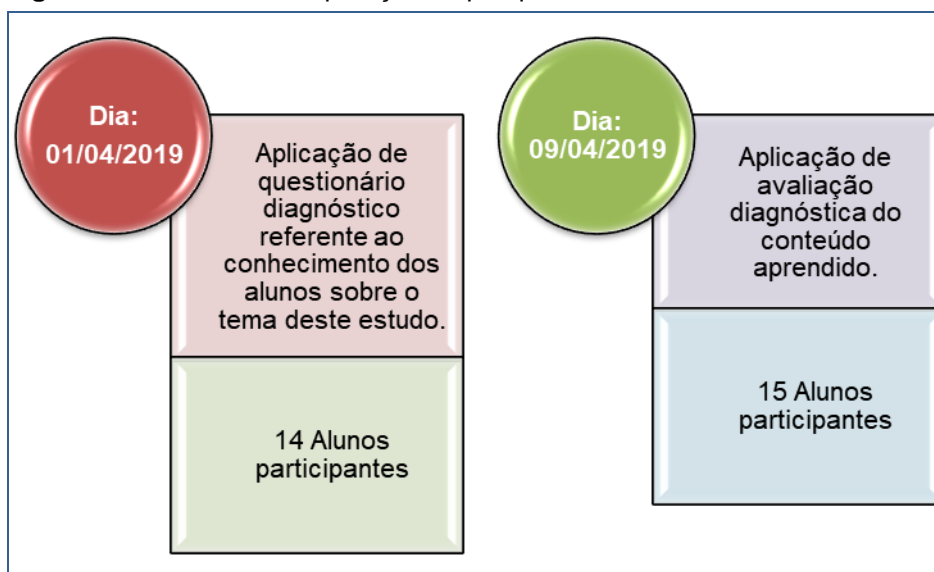 Dia:
01/04/2019
Aplicação de
questionário
diagnóstico
referente ao
conhecimento dos
alunos sobre o
tema deste estudo.
14 Alunos
participantes
Dia:
09/04/2019
Aplicação de
avaliação
diagnóstica do
conteúdo
aprendido.
15 Alunos
participantes